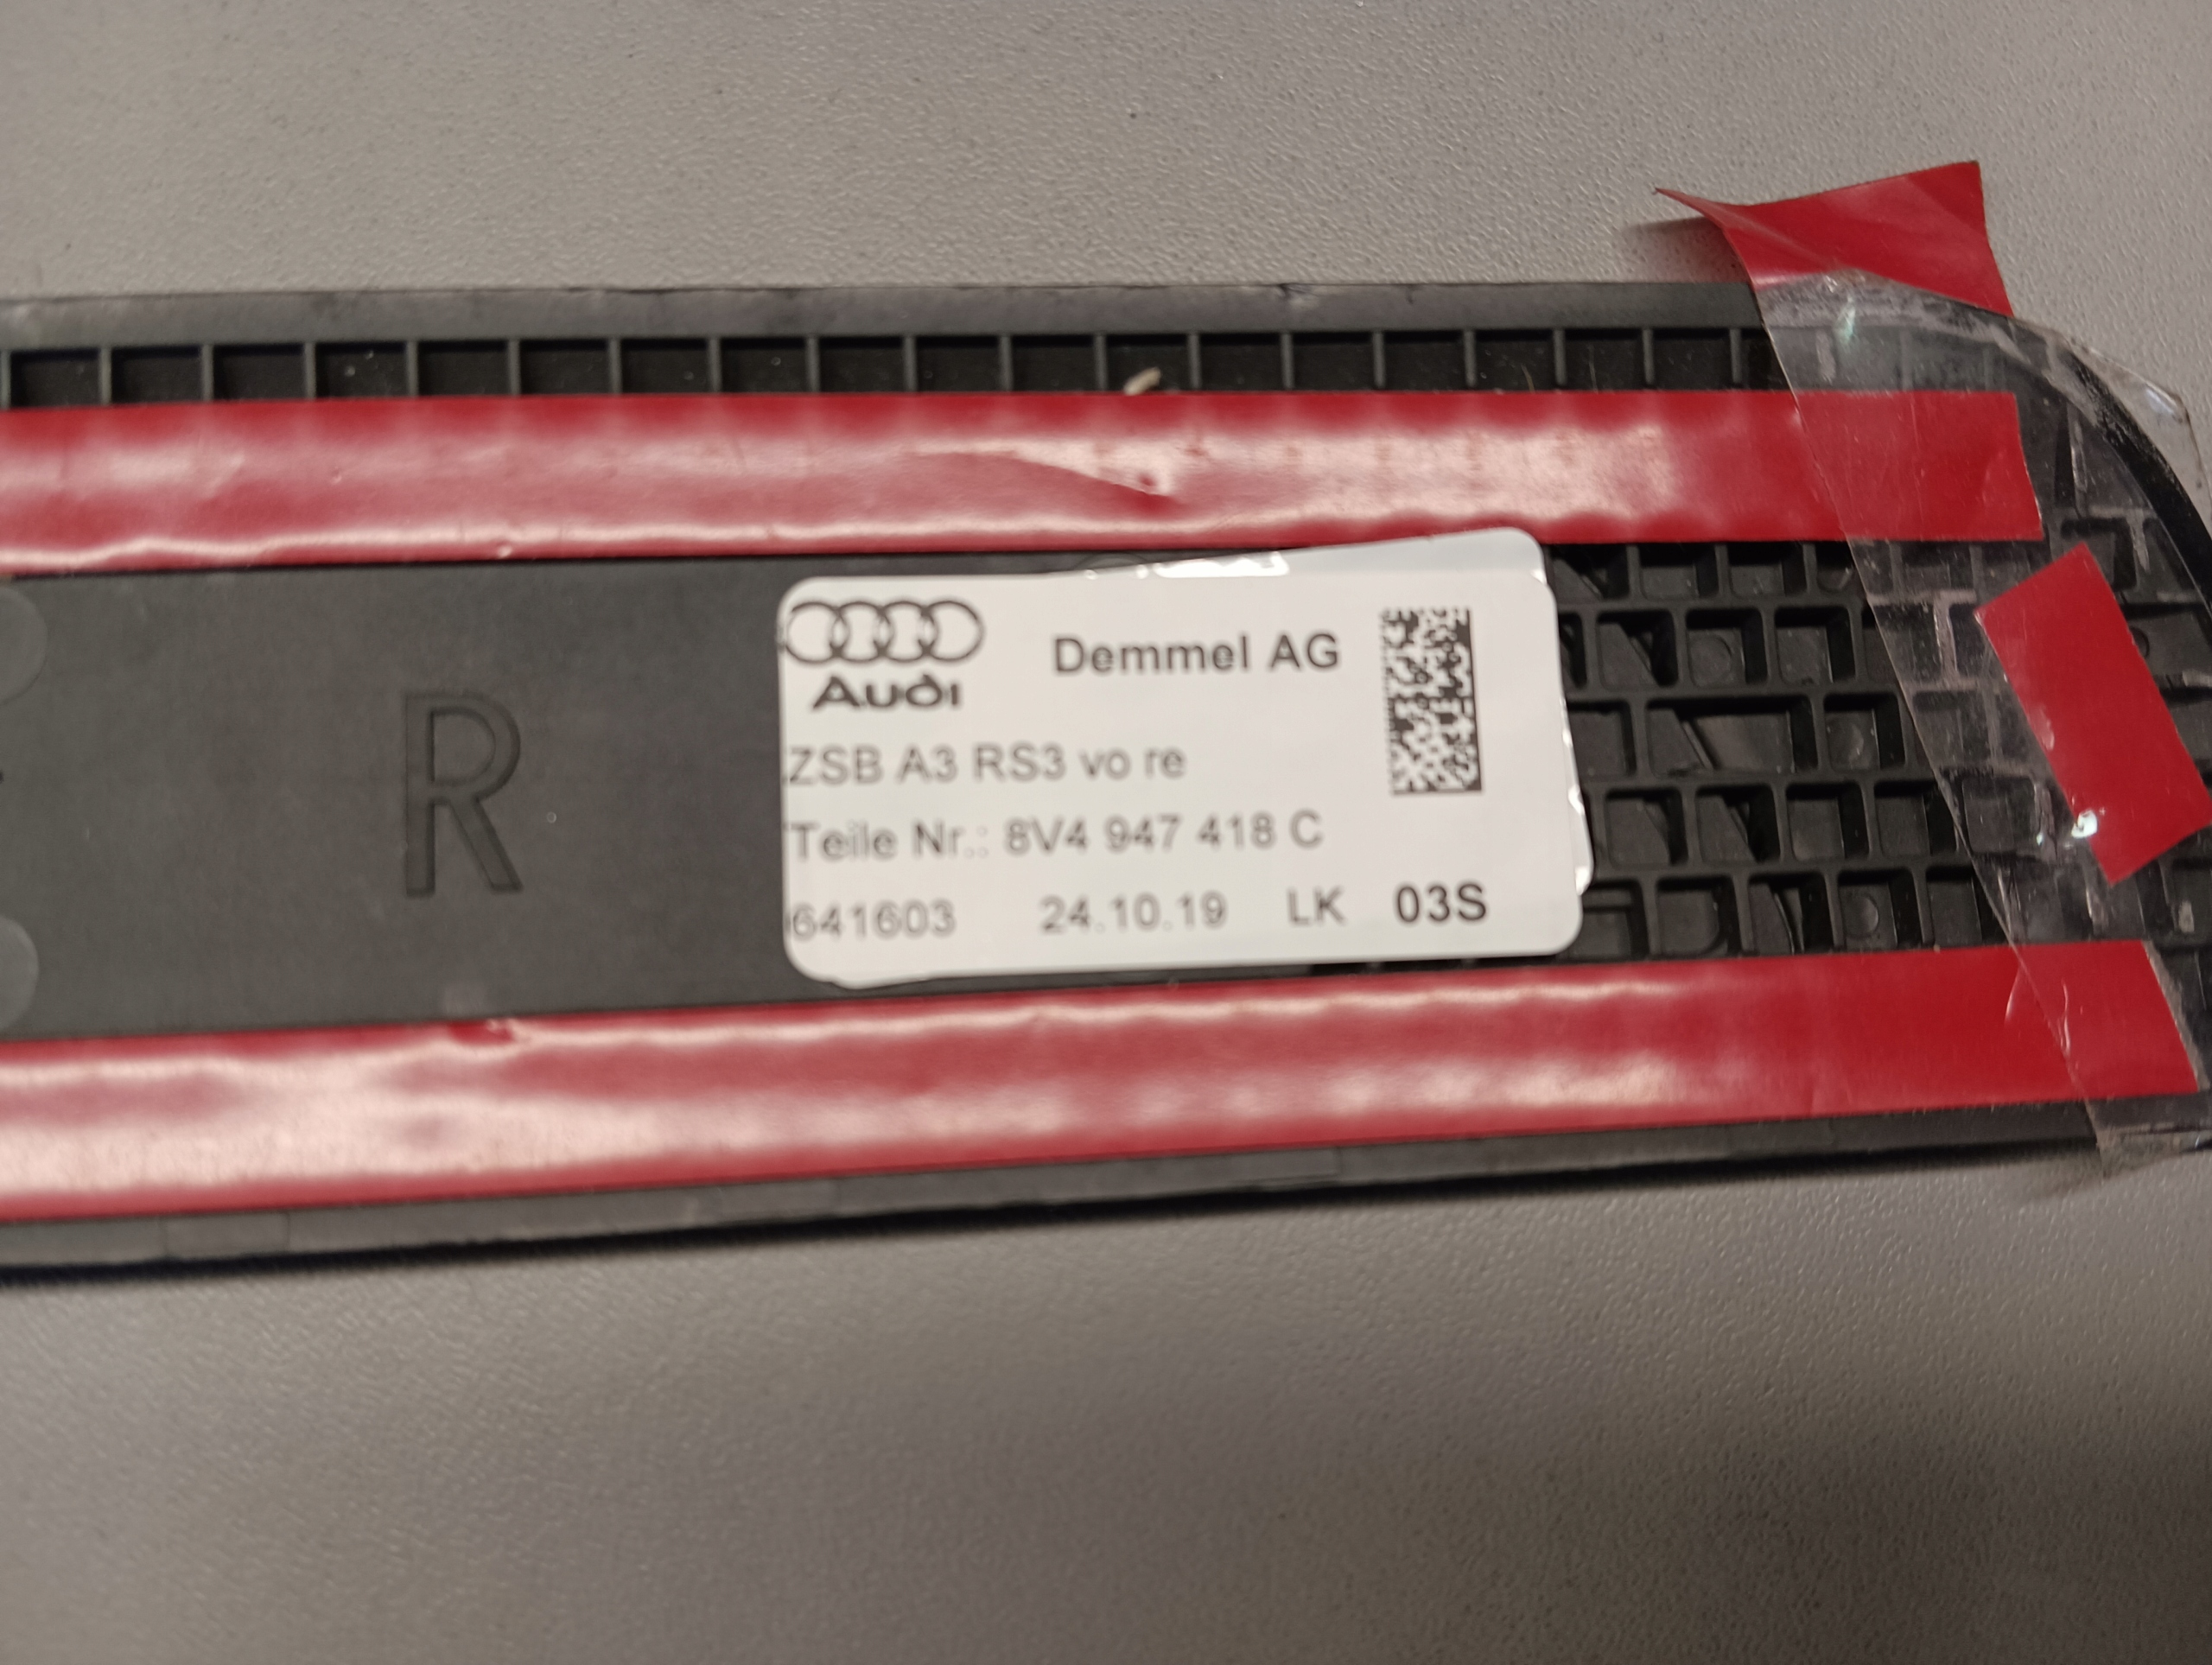 R
Audi
Demmel AG
ZSB A3 RS3 vo re
Teile Nr.: 8V4 947 418 C
641603 24.10.19 LK 03S